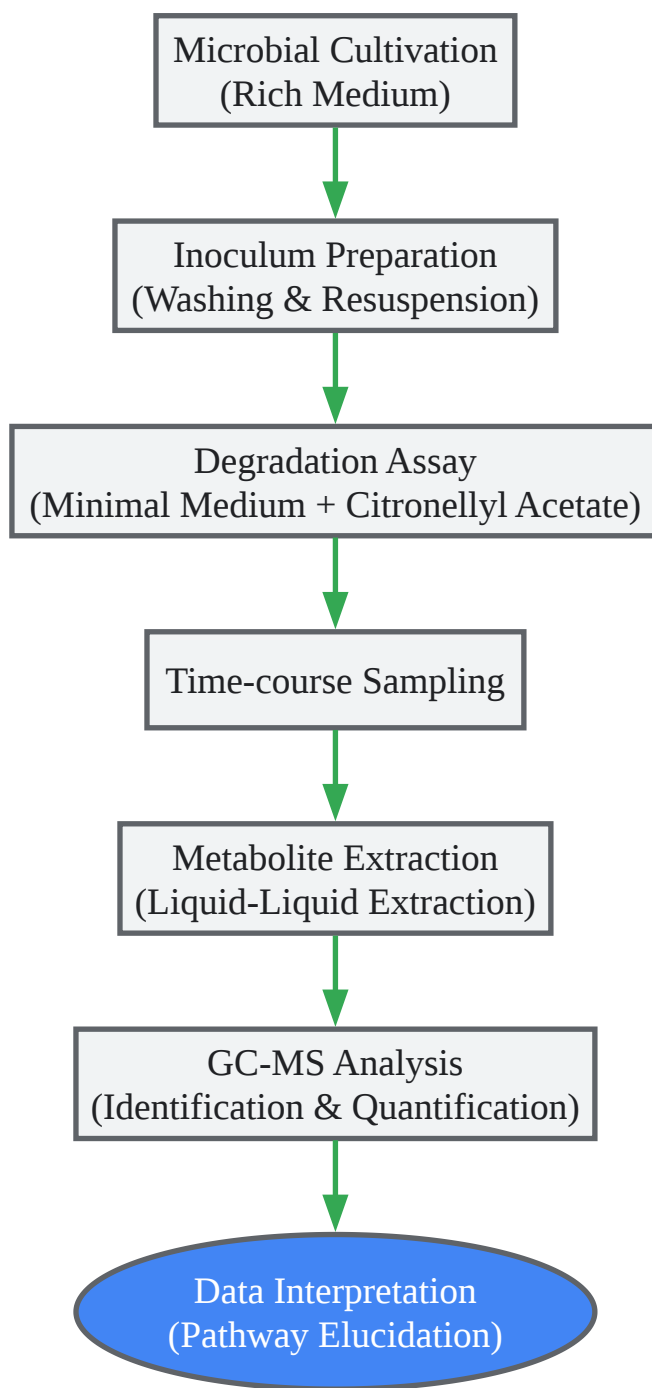 Microbial Cultivation
(Rich Medium)
Inoculum Preparation
(Washing & Resuspension)
Degradation Assay
(Minimal Medium + Citronellyl Acetate)
Time-course Sampling
Metabolite Extraction
(Liquid-Liquid Extraction)
GC-MS Analysis
(Identification & Quantification)
Data Interpretation
(Pathway Elucidation)